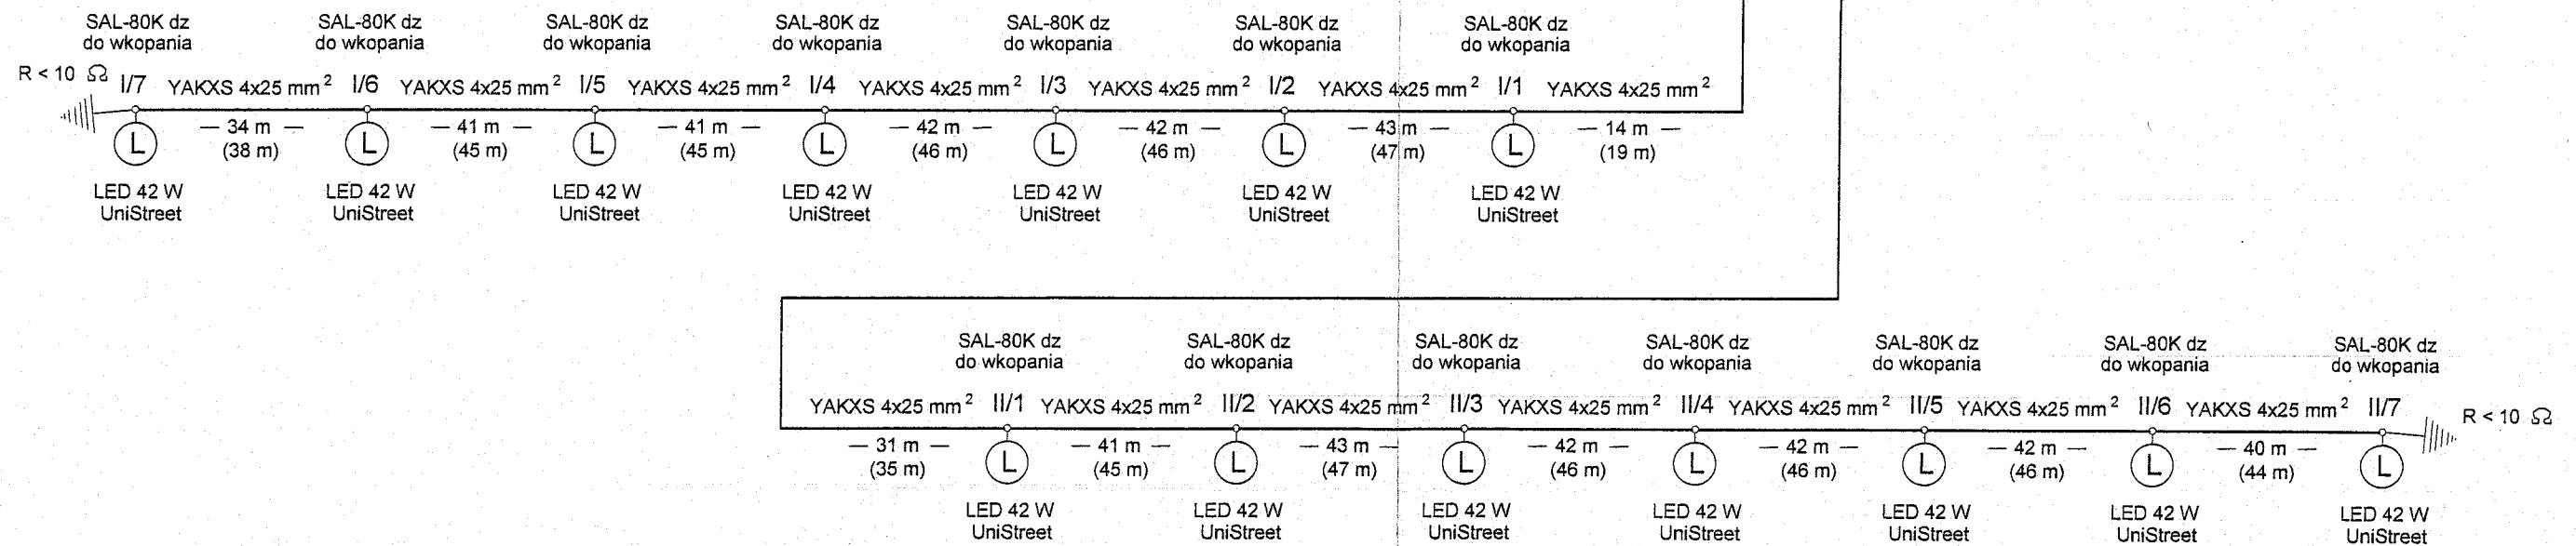 SAL-80K dz SAL-80K dz SAL-80K dz SAL-80K dz SAL-80K dz SAL-80K dz SAL-80K dz
do wkopania do wkopania do wkopania do wkopania do wkopania do wkopania do wkopania
R < 10 Ω I/7 YAKXS 4x25 mm² I/6 YAKXS 4x25 mm² I/5 YAKXS 4x25 mm² I/4 YAKXS 4x25 mm² I/3 YAKXS 4x25 mm² I/2 YAKXS 4x25 mm² I/1 YAKXS 4x25 mm²
— 34 m — — 41 m — — 41 m — — 42 m — — 42 m — — 43 m — — 14 m —
L (38 m) L (45 m) L (45 m) L (46 m) L (46 m) L (47 m) L (19 m)
LED 42 W LED 42 W LED 42 W LED 42 W LED 42 W LED 42 W LED 42 W
UniStreet UniStreet UniStreet UniStreet UniStreet UniStreet UniStreet
SAL-80K dz SAL-80K dz SAL-80K dz SAL-80K dz SAL-80K dz SAL-80K dz SAL-80K dz
do wkopania do wkopania do wkopania do wkopania do wkopania do wkopania do wkopania
YAKXS 4x25 mm² II/1 YAKXS 4x25 mm² II/2 YAKXS 4x25 mm² II/3 YAKXS 4x25 mm² II/4 YAKXS 4x25 mm² II/5 YAKXS 4x25 mm² II/6 YAKXS 4x25 mm² II/7 R < 10 Ω
— 31 m — — 41 m — — 43 m — — 42 m — — 42 m — — 42 m — — 40 m —
(35 m) L (45 m) L (47 m) L (46 m) L (46 m) L (46 m) L (44 m) L
LED 42 W LED 42 W LED 42 W LED 42 W LED 42 W LED 42 W LED 42 W
UniStreet UniStreet UniStreet UniStreet UniStreet UniStreet UniStreet